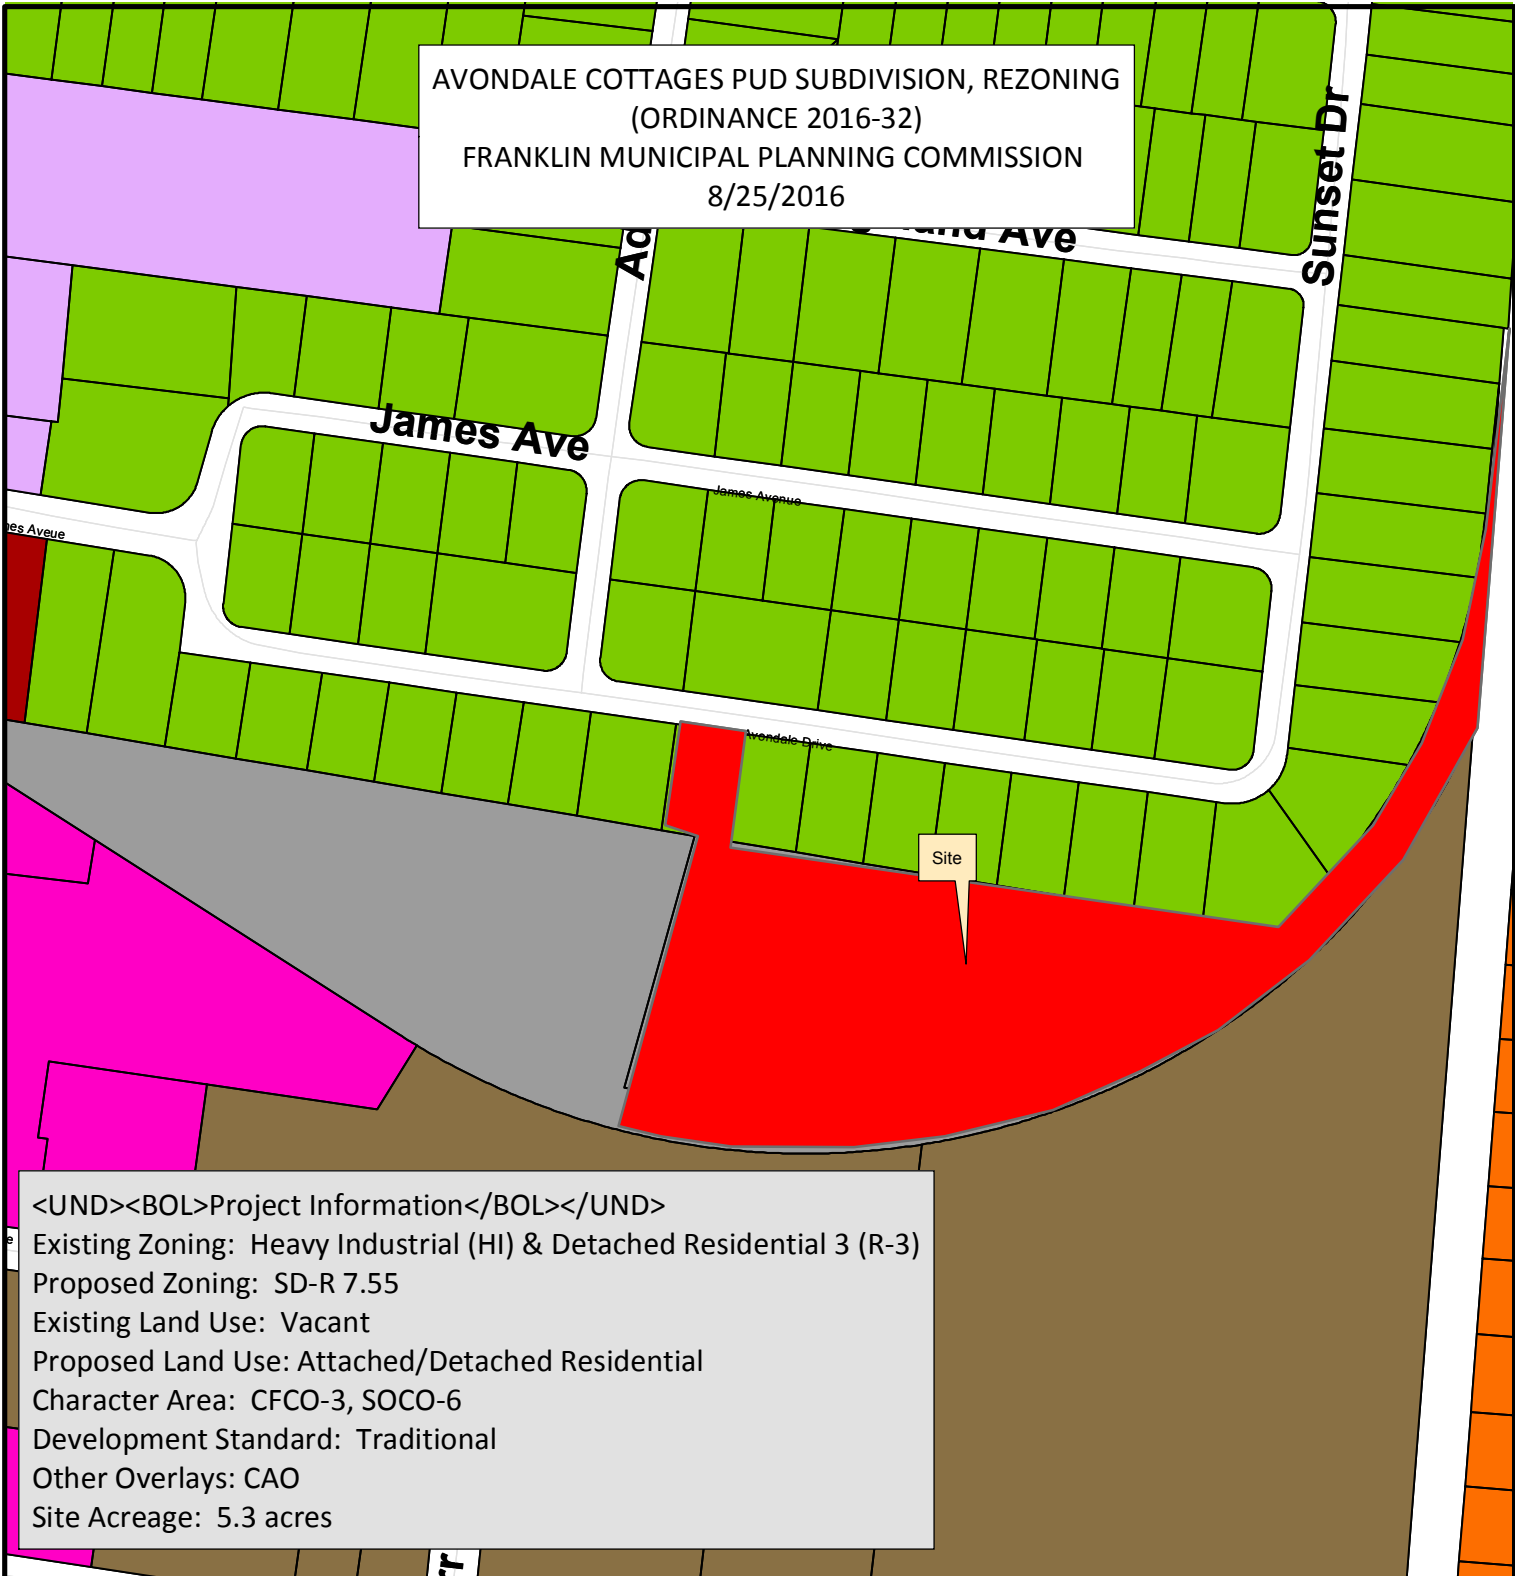 AVONDALE COTTAGES PUD SUBDIVISION, REZONING
(ORDINANCE 2016-32)
FRANKLIN MUNICIPAL PLANNING COMMISSION
8/25/2016
Sunset Dr
Ave
James Ave
James Avenue
Aveue
Avondale Drive
Site
<UND><BOL>Project Information</BOL></UND>
Existing Zoning: Heavy Industrial (HI) & Detached Residential 3 (R-3)
Proposed Zoning: SD-R 7.55
Existing Land Use: Vacant
Proposed Land Use: Attached/Detached Residential
Character Area: CFCO-3, SOCO-6
Development Standard: Traditional
Other Overlays: CAO
Site Acreage: 5.3 acres